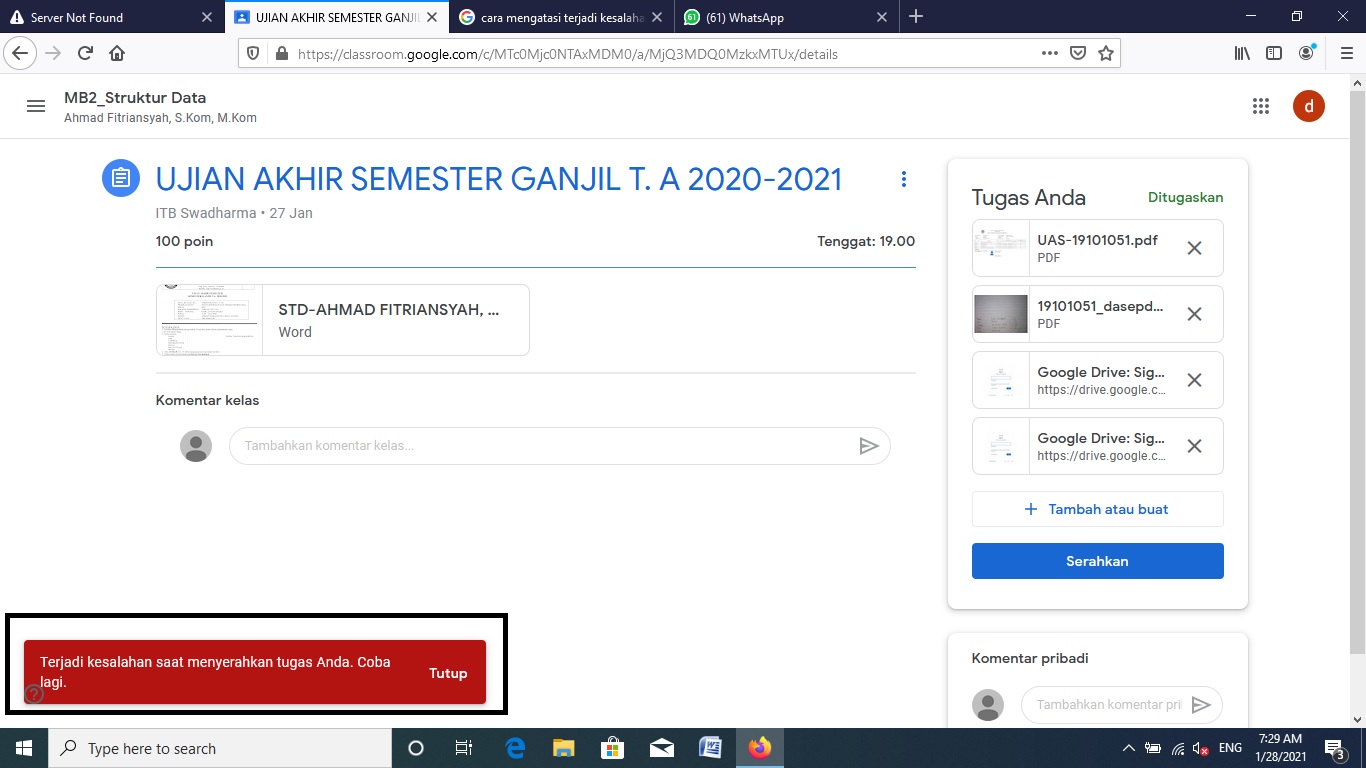 Server Not Found
UJIAN AKHIR SEMESTER GANJIL
cara mengatasi terjadi kesalaha
61
(61) WhatsApp
https://classroom.google.com/c/MTc0Mjc0NTAxMDM0/a/MjQ3MDQ0MzkxMTUx/details
MB2_Struktur Data
Ahmad Fitriansyah, S.Kom, M.Kom
d
UJIAN AKHIR SEMESTER GANJIL T. A 2020-2021
ITB Swadharma • 27 Jan
100 poin
Tenggat: 19.00
STD-AHMAD FITRIANSYAH, ...
Word
Komentar kelas
Tambahkan komentar kelas...
Tugas Anda
Ditugaskan
UAS-19101051.pdf
PDF
19101051_dasepd...
PDF
Google Drive: Sig...
https://drive.google.c...
Google Drive: Sig...
https://drive.google.c...
+ Tambah atau buat
Serahkan
Komentar pribadi
Tambahkan komentar pri
Terjadi kesalahan saat menyerahkan tugas Anda. Coba
lagi.
Tutup
?
Type here to search
ENG
7:29 AM
1/28/2021
3